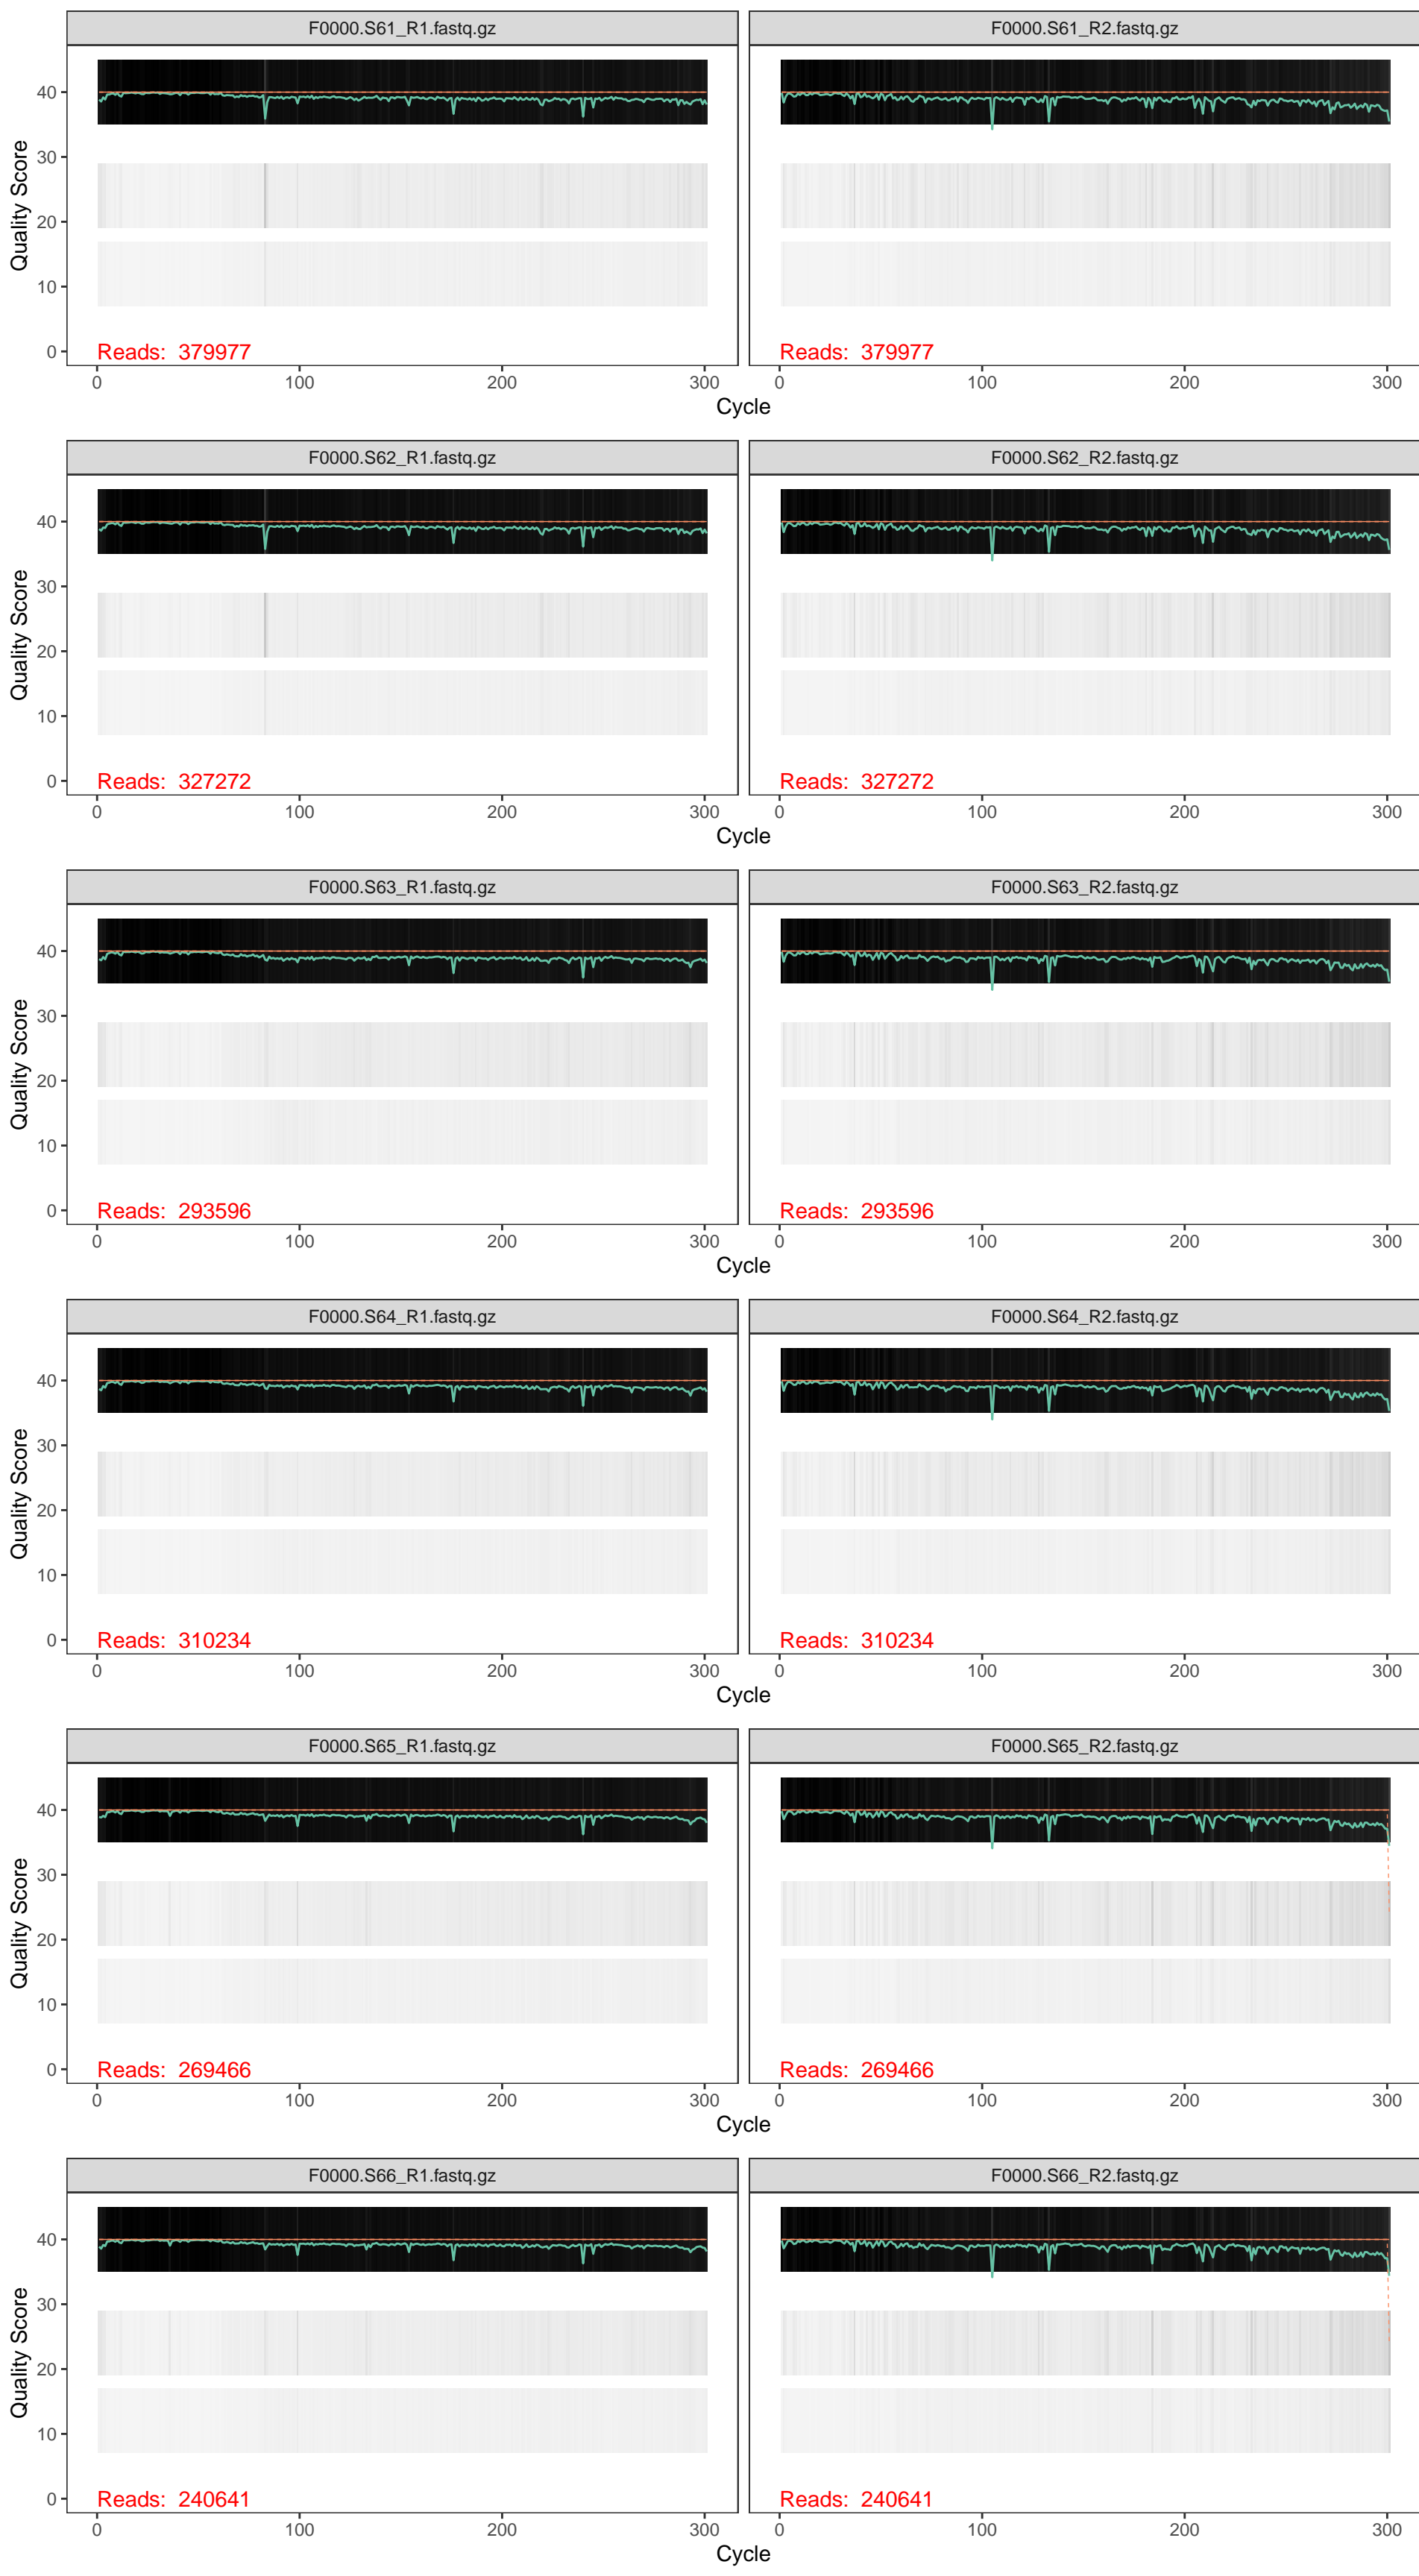 F0000.S61_R1.fastq.gz F0000.S61_R2.fastq.gz
Quality Score
40
30
20
10
0
Reads: 379977 Reads: 379977
0 100 200 300 0 100 200 300
Cycle
F0000.S62_R1.fastq.gz F0000.S62_R2.fastq.gz
Quality Score
40
30
20
10
0
Reads: 327272 Reads: 327272
0 100 200 300 0 100 200 300
Cycle
F0000.S63_R1.fastq.gz F0000.S63_R2.fastq.gz
Quality Score
40
30
20
10
0
Reads: 293596 Reads: 293596
0 100 200 300 0 100 200 300
Cycle
F0000.S64_R1.fastq.gz F0000.S64_R2.fastq.gz
Quality Score
40
30
20
10
0
Reads: 310234 Reads: 310234
0 100 200 300 0 100 200 300
Cycle
F0000.S65_R1.fastq.gz F0000.S65_R2.fastq.gz
Quality Score
40
30
20
10
0
Reads: 269466 Reads: 269466
0 100 200 300 0 100 200 300
Cycle
F0000.S66_R1.fastq.gz F0000.S66_R2.fastq.gz
Quality Score
40
30
20
10
0
Reads: 240641 Reads: 240641
0 100 200 300 0 100 200 300
Cycle